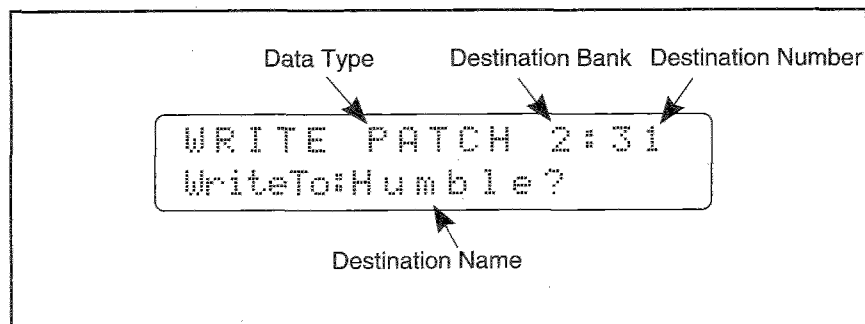 Data Type Destination Bank Destination Number
WRITE PATCH 2:31
WriteTo:Humble?
Destination Name